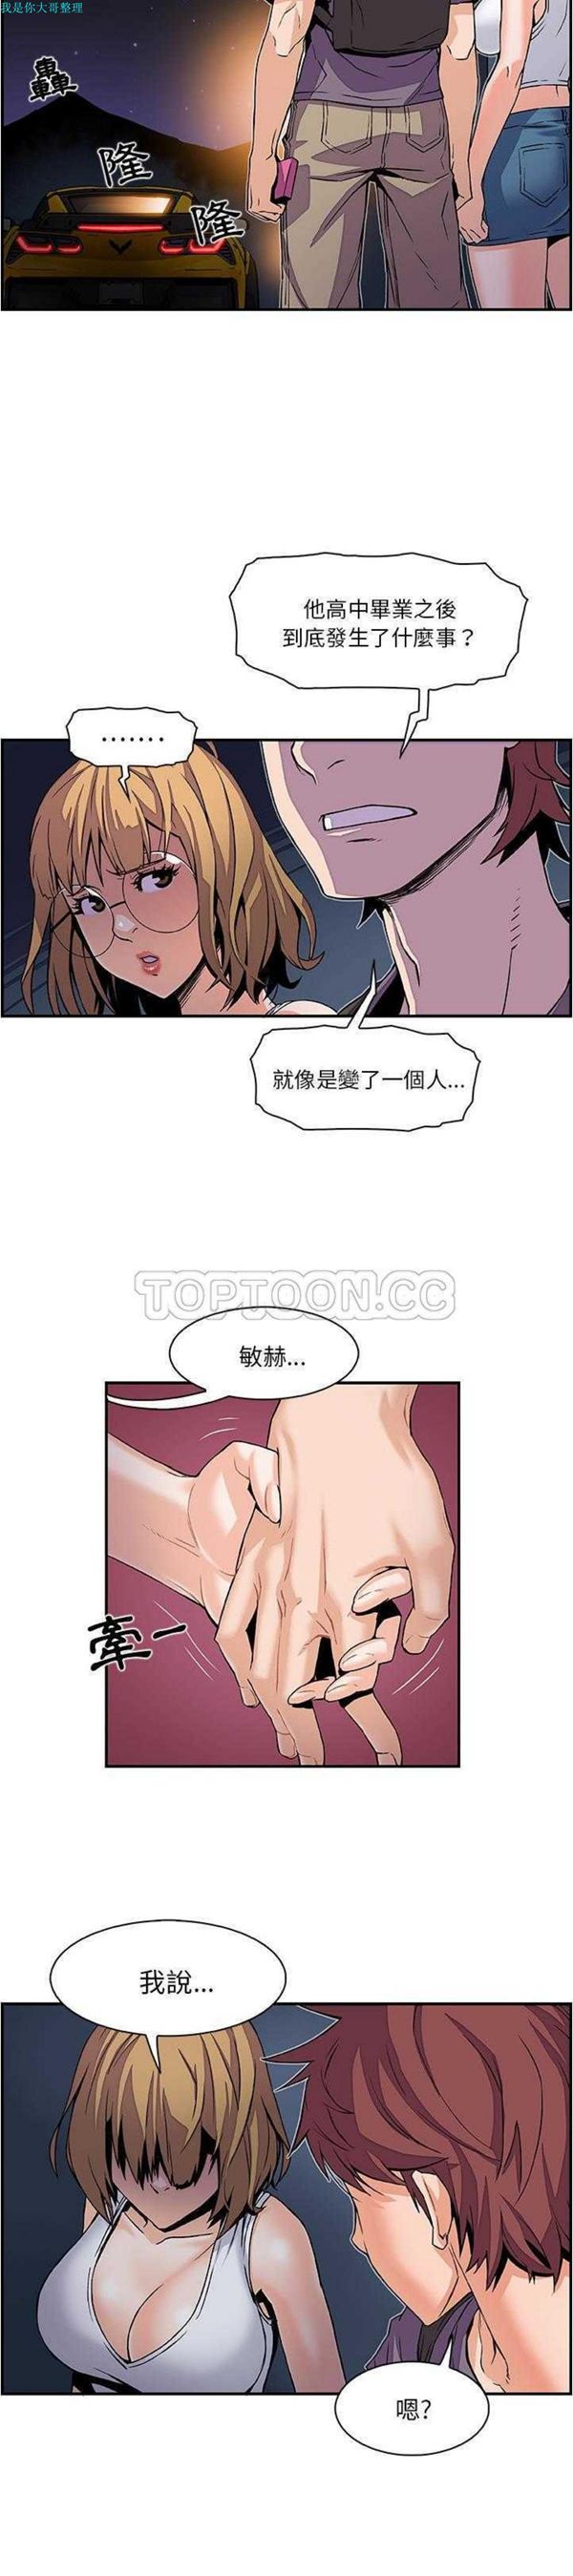 我是你大哥整理
轟
隆
隆
他高中畢業之後
到底發生了什麼事？
.......
就像是變了一個人...
TOPTOON.CC
敏赫...
牽一
我說...
嗯?